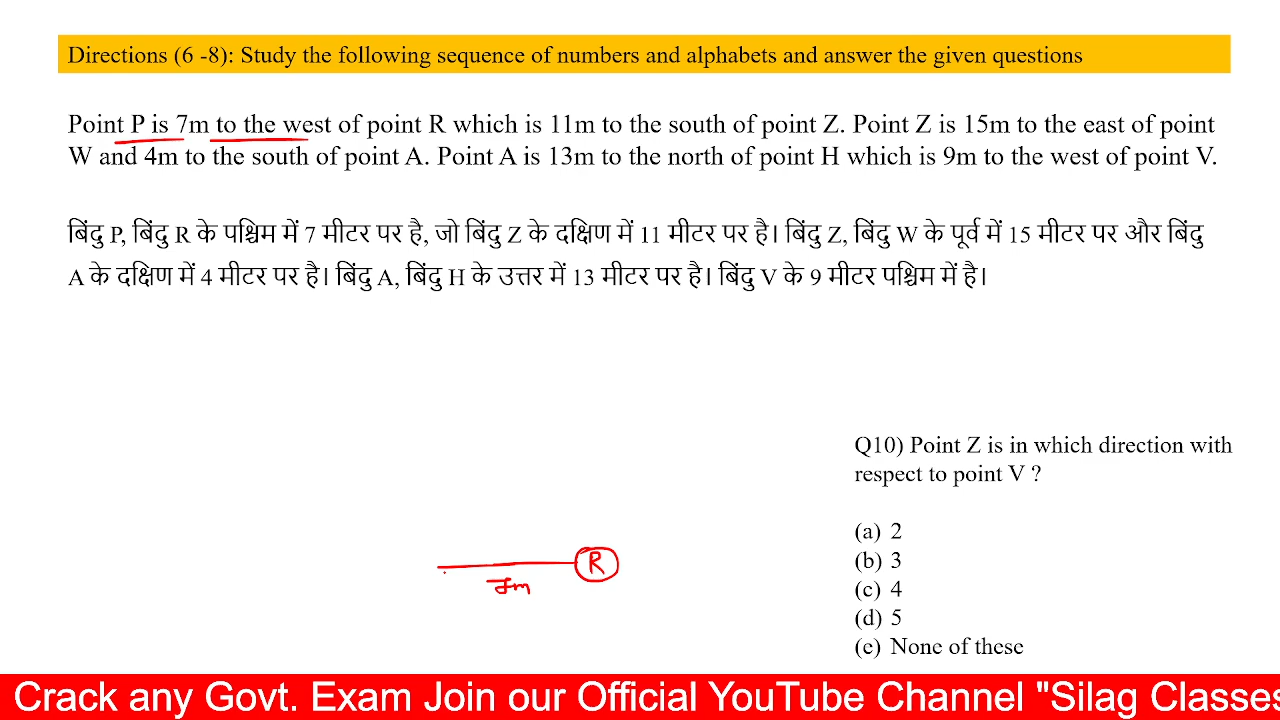 Directions (6 -8): Study the following sequence of numbers and alphabets and answer the given questions
Point P is 7m to the west of point R which is 11m to the south of point Z. Point Z is 15m to the east of point
W and 4m to the south of point A. Point A is 13m to the north of point H which is 9m to the west of point V.
बिंदु P, बिंदु R के पश्चिम में 7 मीटर पर है, जो बिंदु Z के दक्षिण में 11 मीटर पर है। बिंदु Z, बिंदु W के पूर्व में 15 मीटर पर और बिंदु
A के दक्षिण में 4 मीटर पर है। बिंदु A, बिंदु H के उत्तर में 13 मीटर पर है। बिंदु V के 9 मीटर पश्चिम में है।
Q10) Point Z is in which direction with
respect to point V ?
(a) 2
(b) 3
(c) 4
(d) 5
(e) None of these
R
7m
Crack any Govt. Exam Join our Official YouTube Channel "Silag Classes